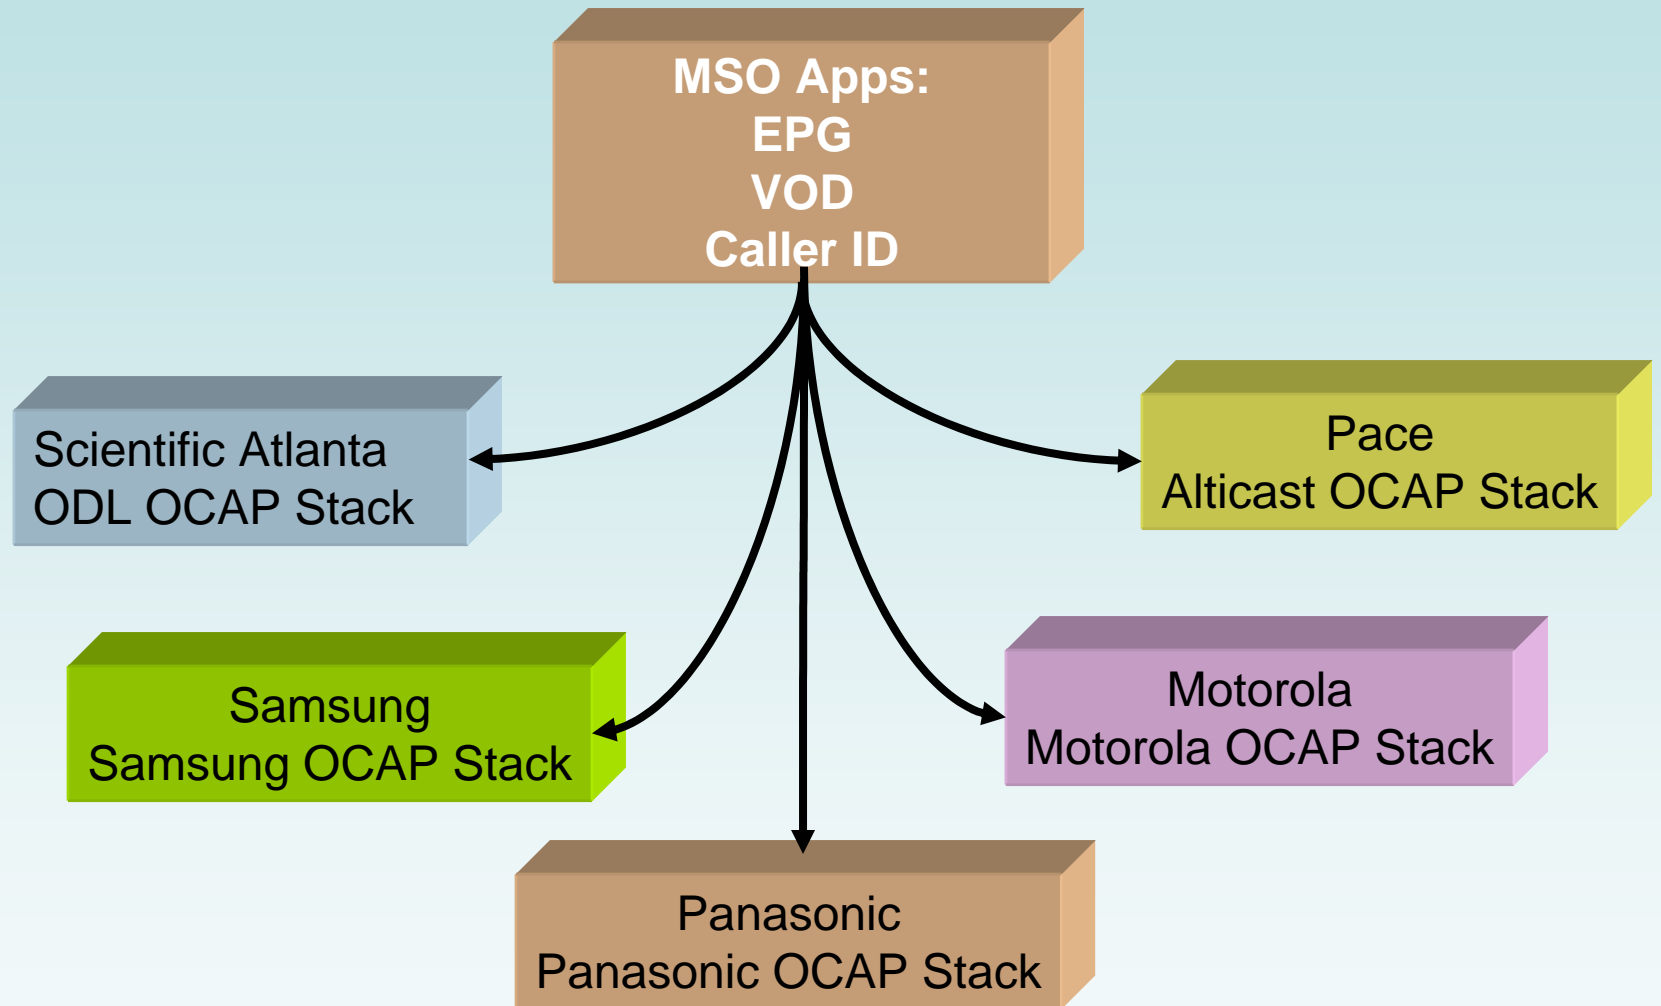 MSO Apps:
EPG
VOD
Caller ID
Scientific Atlanta
ODL OCAP Stack
Pace
Alticast OCAP Stack
Samsung
Samsung OCAP Stack
Motorola
Motorola OCAP Stack
Panasonic
Panasonic OCAP Stack